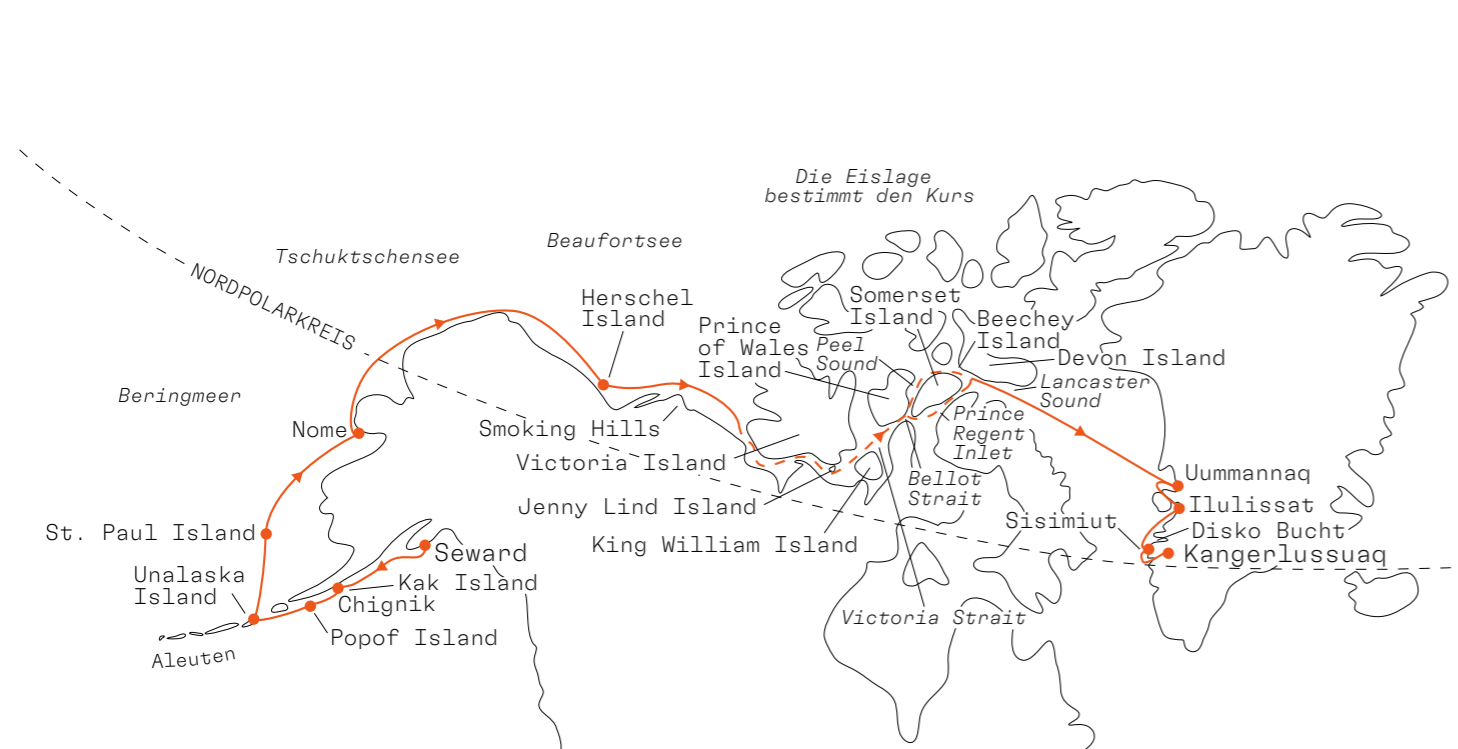 Die Eislage
bestimmt den Kurs
Tschuktschensee
Beaufortsee
NORDPOLARKREIS
Herschel
Island
Somerset
Island
Prince
of Wales
Island
Peel
Sound
Beechey
Island
Devon Island
Lancaster
Sound
Beringmeer
Nome
Smoking Hills
Prince
Regent
Inlet
Victoria Island
Bellot
Strait
Uummannaq
Jenny Lind Island
Ilulissat
Sisimiut
Disko Bucht
St. Paul Island
King William Island
Seward
Kangerlussuaq
Unalaska
Island
Kak Island
Chignik
Popof Island
Victoria Strait
Aleuten